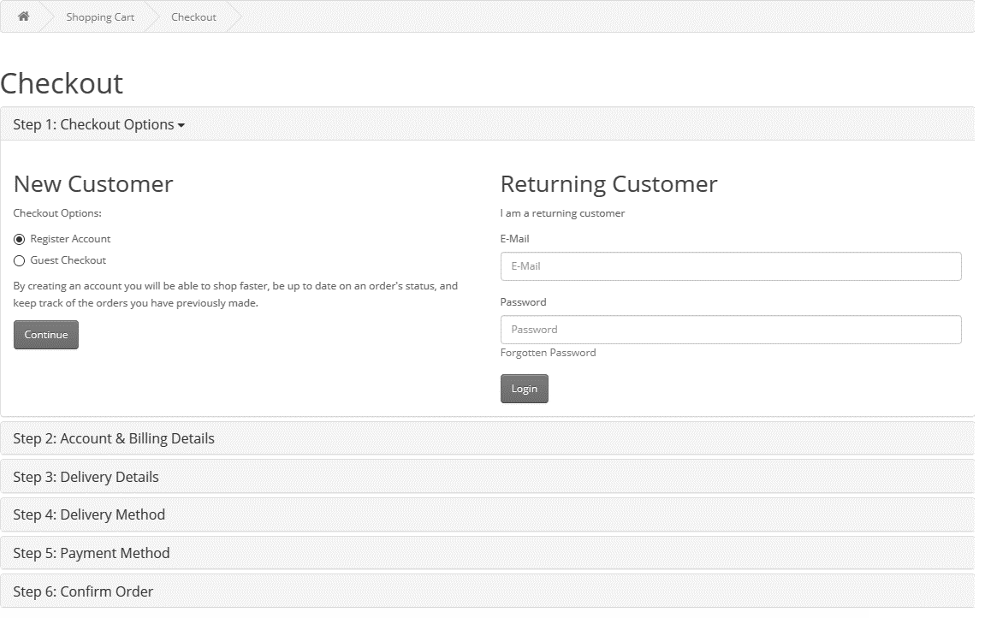 Shopping Cart
Checkout
Checkout
Step 1: Checkout Options
New Customer
Checkout Options:
Register Account
Guest Checkout
By creating an account you will be able to shop faster, be up to date on an order's status, and
keep track of the orders you have previously made.
Continue
Returning Customer
I am a returning customer
E-Mail
E-Mail
Password
Password
Forgotten Password
Login
Step 2: Account & Billing Details
Step 3: Delivery Details
Step 4: Delivery Method
Step 5: Payment Method
Step 6: Confirm Order